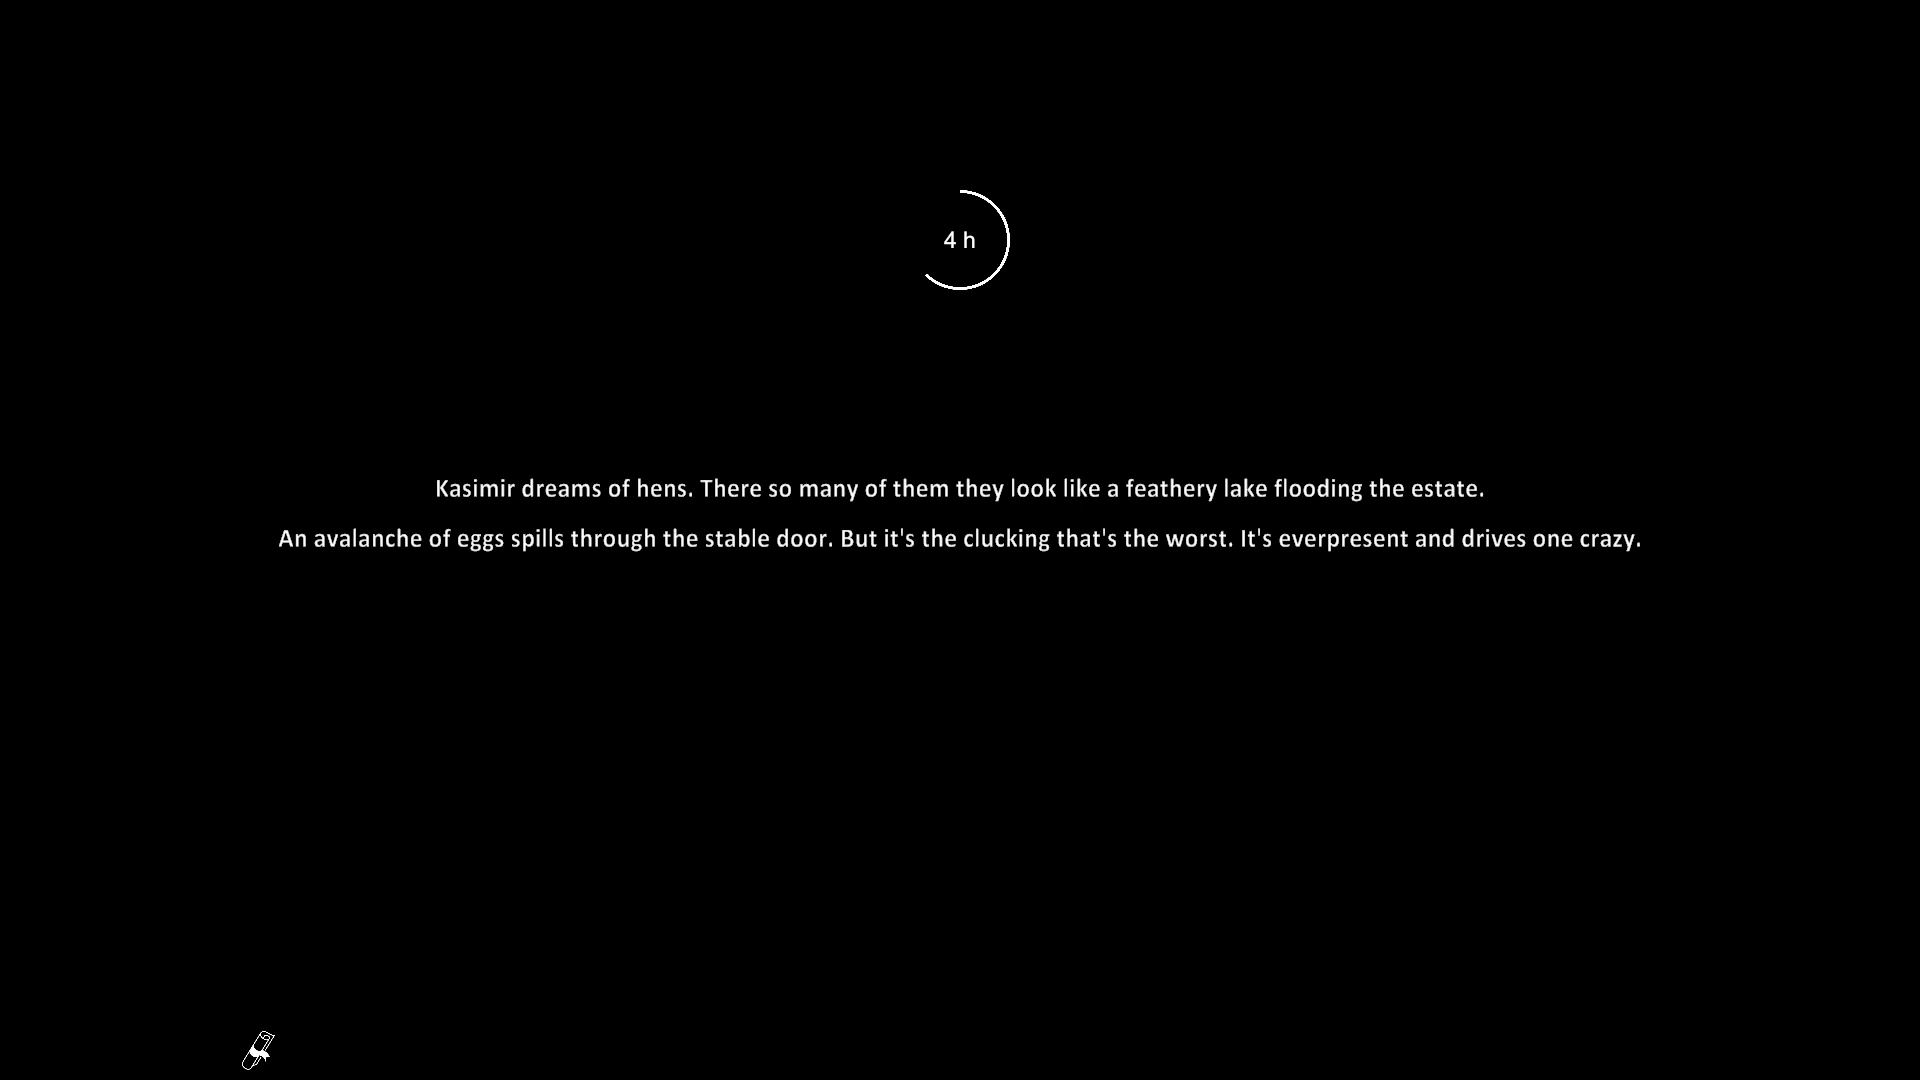 4 h
Kasimir dreams of hens. There so many of them they look like a feathery lake flooding the estate.
An avalanche of eggs spills through the stable door. But it's the clucking that's the worst. It's everpresent and drives one crazy.